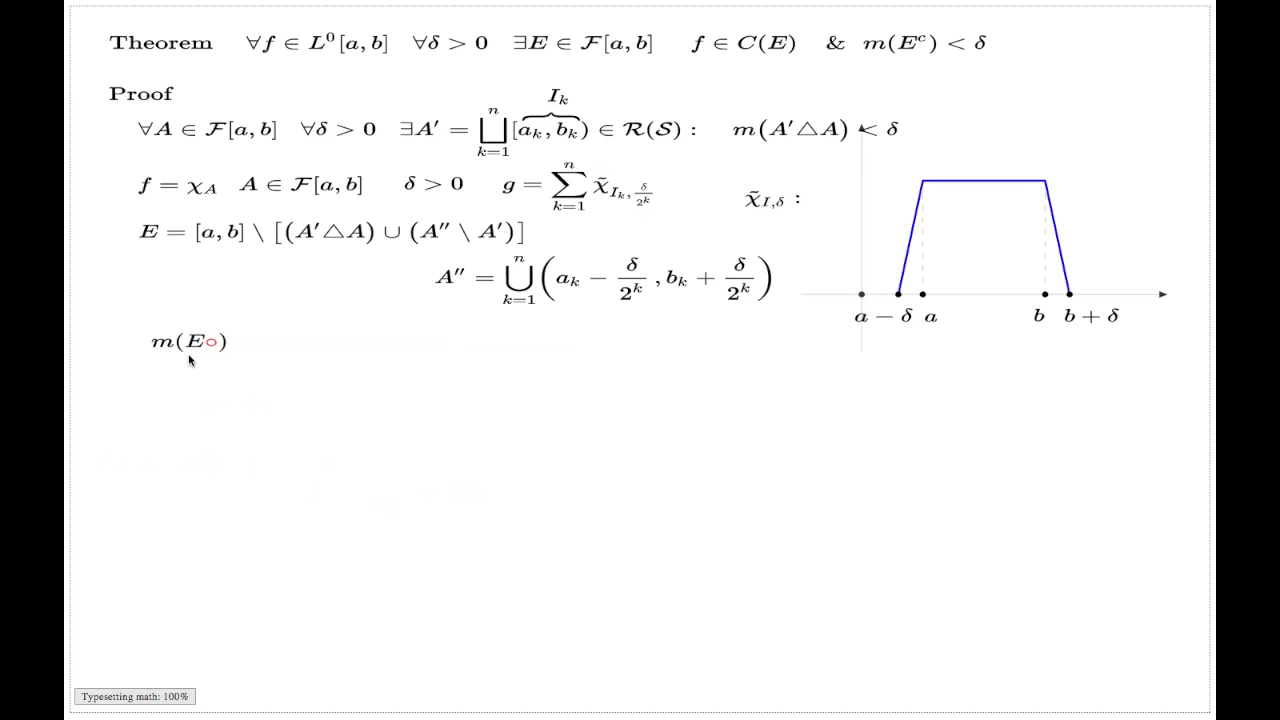 Theorem ∀f ∈ L⁰[a, b] ∀δ > 0 ∃E ∈ ℱ[a, b] f ∈ C(E) & m(Eᶜ) < δ
Proof
I_k
∀A ∈ ℱ[a, b] ∀δ > 0 ∃A′ = ⨆_{k=1}^{n} [a_k, b_k) ∈ ℛ(𝒮) : m(A′△A) < δ
f = χ_A A ∈ ℱ[a, b] δ > 0 g = ∑_{k=1}^{n} χ̃_{I_k, δ/2^k} χ̃_{I,δ} :
E = [a, b] \ [(A′△A) ∪ (A″ \ A′)]
A″ = ⋃_{k=1}^{n} (a_k − δ/2^k , b_k + δ/2^k)
a − δ a b b + δ
m(E○)
Typesetting math: 100%